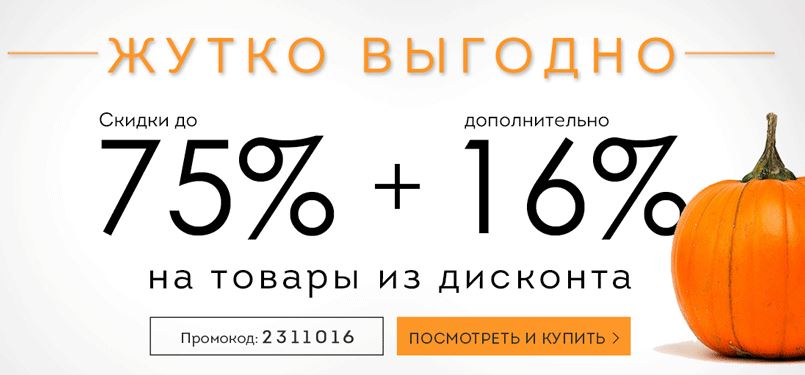 ЖУТКО ВЫГОДНО
Скидки до
75% + 
дополнительно
16%
на товары из дисконта
Промокод: 2311016
ПОСМОТРЕТЬ И КУПИТЬ >